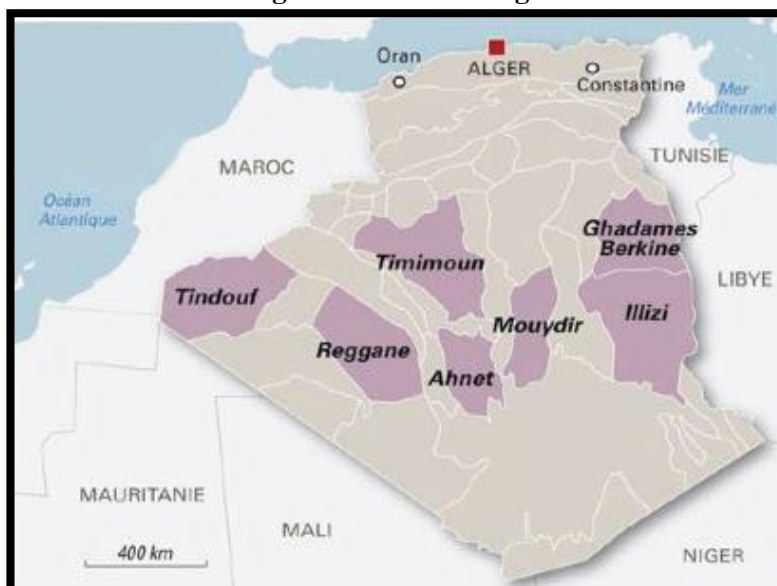 Oran
ALGER
Constantine
Mer
Méditerrané
MAROC
TUNISIE
Océan
Atlantique
Ghadames
Berkine
Timimoun
LIBYE
Tindouf
Illizi
Mouydir
Reggane
Ahnet
MAURITANIE
MALI
400 km
NIGER